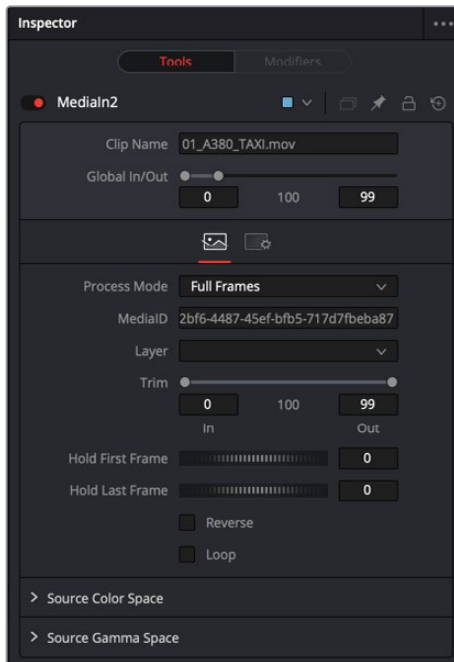 Inspector
Tools Modifiers
MediaIn2
Clip Name 01_A380_TAXI.mov
Global In/Out
0 100 99
Process Mode Full Frames
MediaID 2bf6-4487-45ef-bfb5-717d7fbeba87
Layer
Trim
0 100 99
In Out
Hold First Frame 0
Hold Last Frame 0
Reverse
Loop
Source Color Space
Source Gamma Space